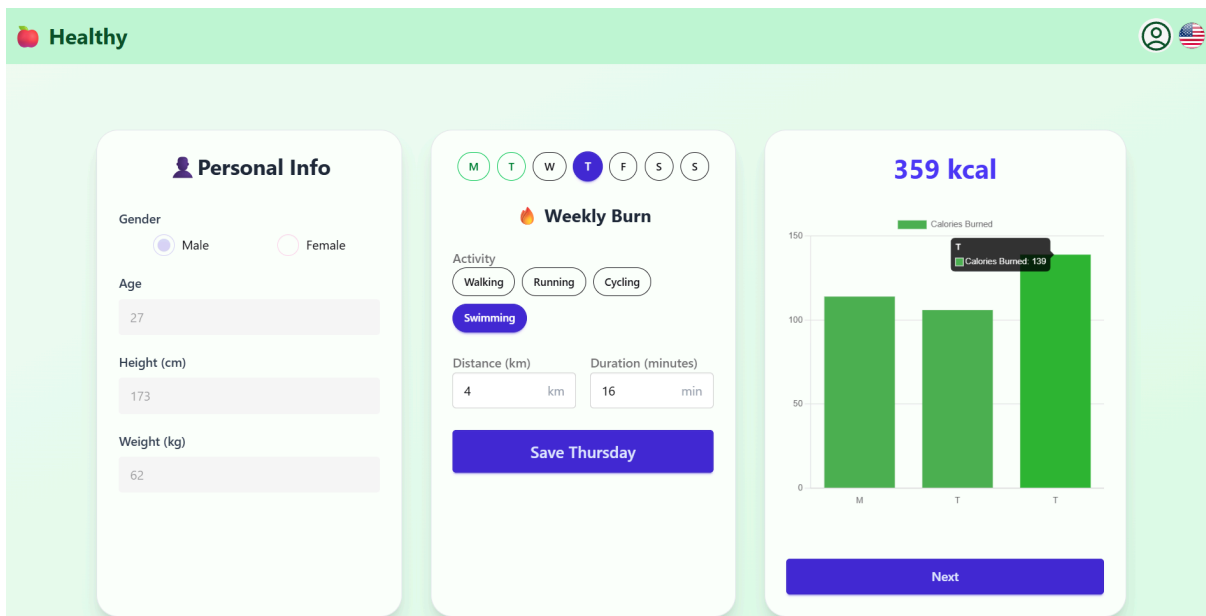 Healthy
Personal Info
Gender
Male Female
Age
27
Height (cm)
173
Weight (kg)
62
M T W T F S S
Weekly Burn
Activity
Walking Running Cycling
Swimming
Distance (km) Duration (minutes)
4 km 16 min
Save Thursday
359 kcal
Calories Burned
150
T
Calories Burned: 139
100
50
0
M T T
Next